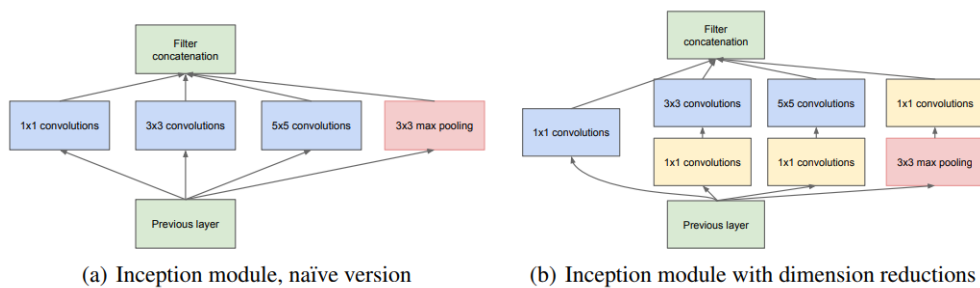 Filter
concatenation
1x1 convolutions
3x3 convolutions
5x5 convolutions
3x3 max pooling
Previous layer
(a) Inception module, naïve version
Filter
concatenation
3x3 convolutions
5x5 convolutions
1x1 convolutions
1x1 convolutions
1x1 convolutions
1x1 convolutions
3x3 max pooling
Previous layer
(b) Inception module with dimension reductions